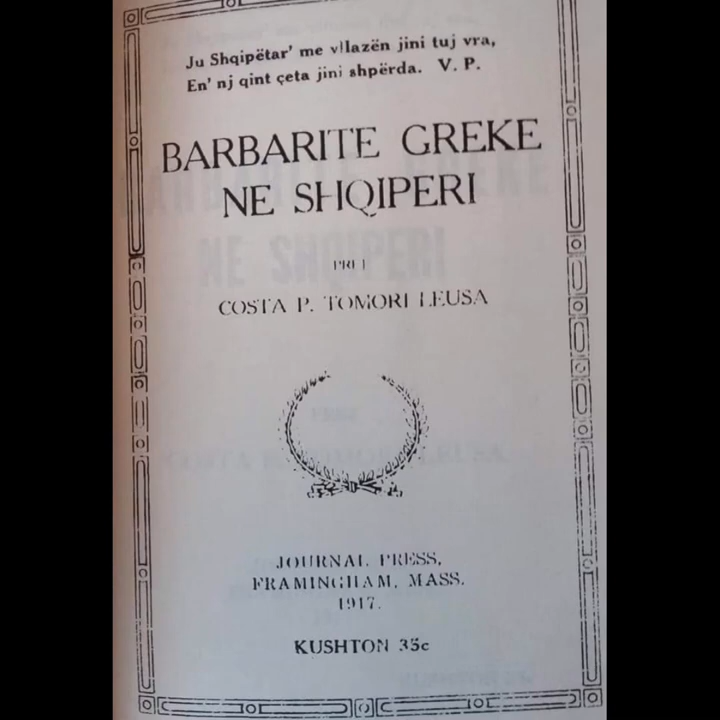 Ju Shqipëtar' me vllazën jini tuj vra,
En' nj qint çeta jini shpërda. V. P.
BARBARITE GREKE
NE SHQIPERI
PREJ
COSTA P. TOMORI LEUSA
JOURNAL PRESS,
FRAMINGHAM, MASS.
1917.
KUSHTON 35c